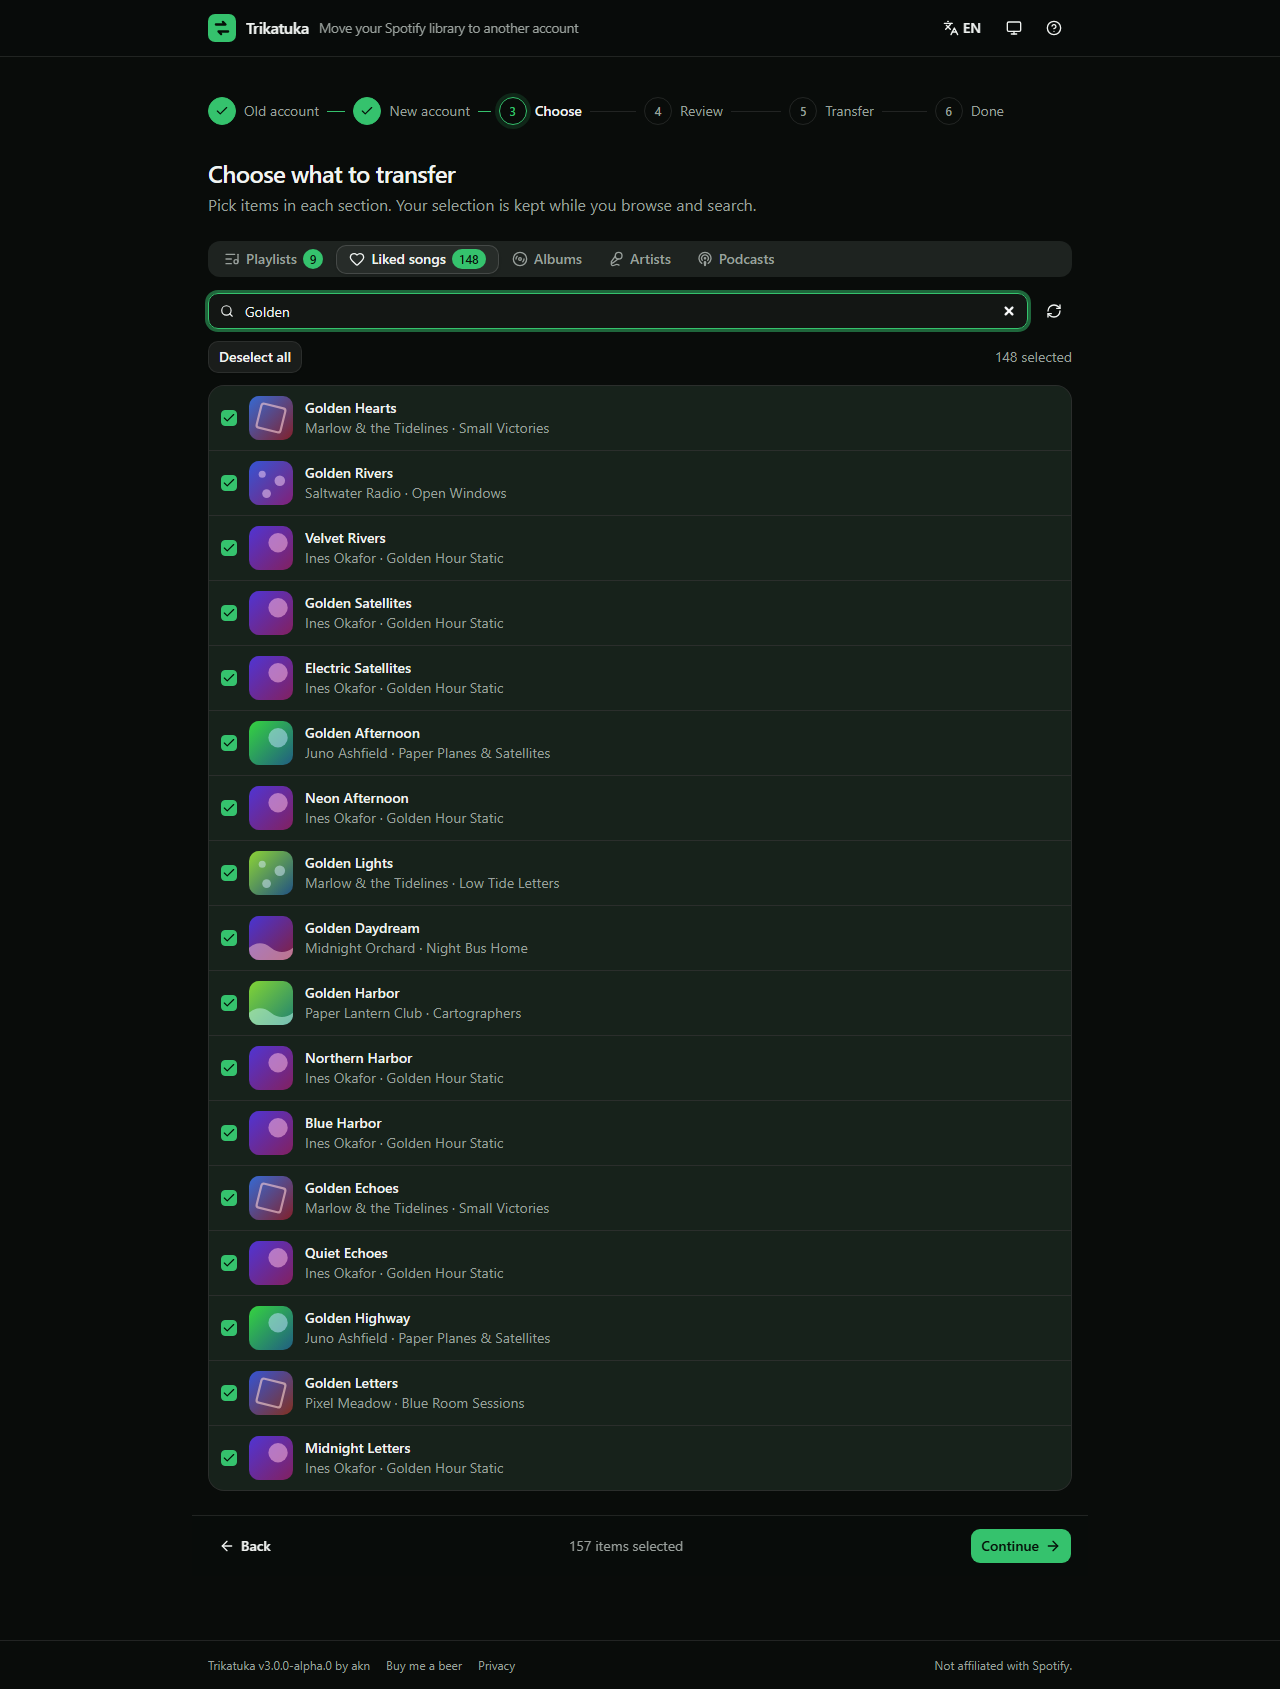 Trikatuka Move your Spotify library to another account EN
Old account New account 3 Choose 4 Review 5 Transfer 6 Done
Choose what to transfer
Pick items in each section. Your selection is kept while you browse and search.
Playlists 9 Liked songs 148 Albums Artists Podcasts
Golden
Deselect all 148 selected
Golden Hearts
Marlow & the Tidelines · Small Victories
Golden Rivers
Saltwater Radio · Open Windows
Velvet Rivers
Ines Okafor · Golden Hour Static
Golden Satellites
Ines Okafor · Golden Hour Static
Electric Satellites
Ines Okafor · Golden Hour Static
Golden Afternoon
Juno Ashfield · Paper Planes & Satellites
Neon Afternoon
Ines Okafor · Golden Hour Static
Golden Lights
Marlow & the Tidelines · Low Tide Letters
Golden Daydream
Midnight Orchard · Night Bus Home
Golden Harbor
Paper Lantern Club · Cartographers
Northern Harbor
Ines Okafor · Golden Hour Static
Blue Harbor
Ines Okafor · Golden Hour Static
Golden Echoes
Marlow & the Tidelines · Small Victories
Quiet Echoes
Ines Okafor · Golden Hour Static
Golden Highway
Juno Ashfield · Paper Planes & Satellites
Golden Letters
Pixel Meadow · Blue Room Sessions
Midnight Letters
Ines Okafor · Golden Hour Static
Back 157 items selected Continue
Trikatuka v3.0.0-alpha.0 by akn Buy me a beer Privacy Not affiliated with Spotify.